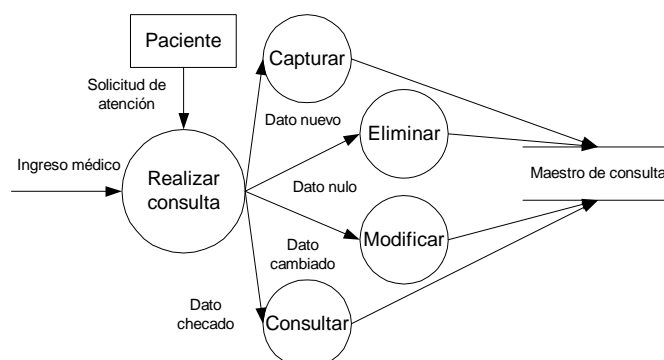 Paciente
Capturar
Solicitud de
atención
Dato nuevo
Eliminar
Ingreso médico
Realizar
consulta
Maestro de consulta
Dato nulo
Dato
cambiado
Modificar
Dato
checado
Consultar